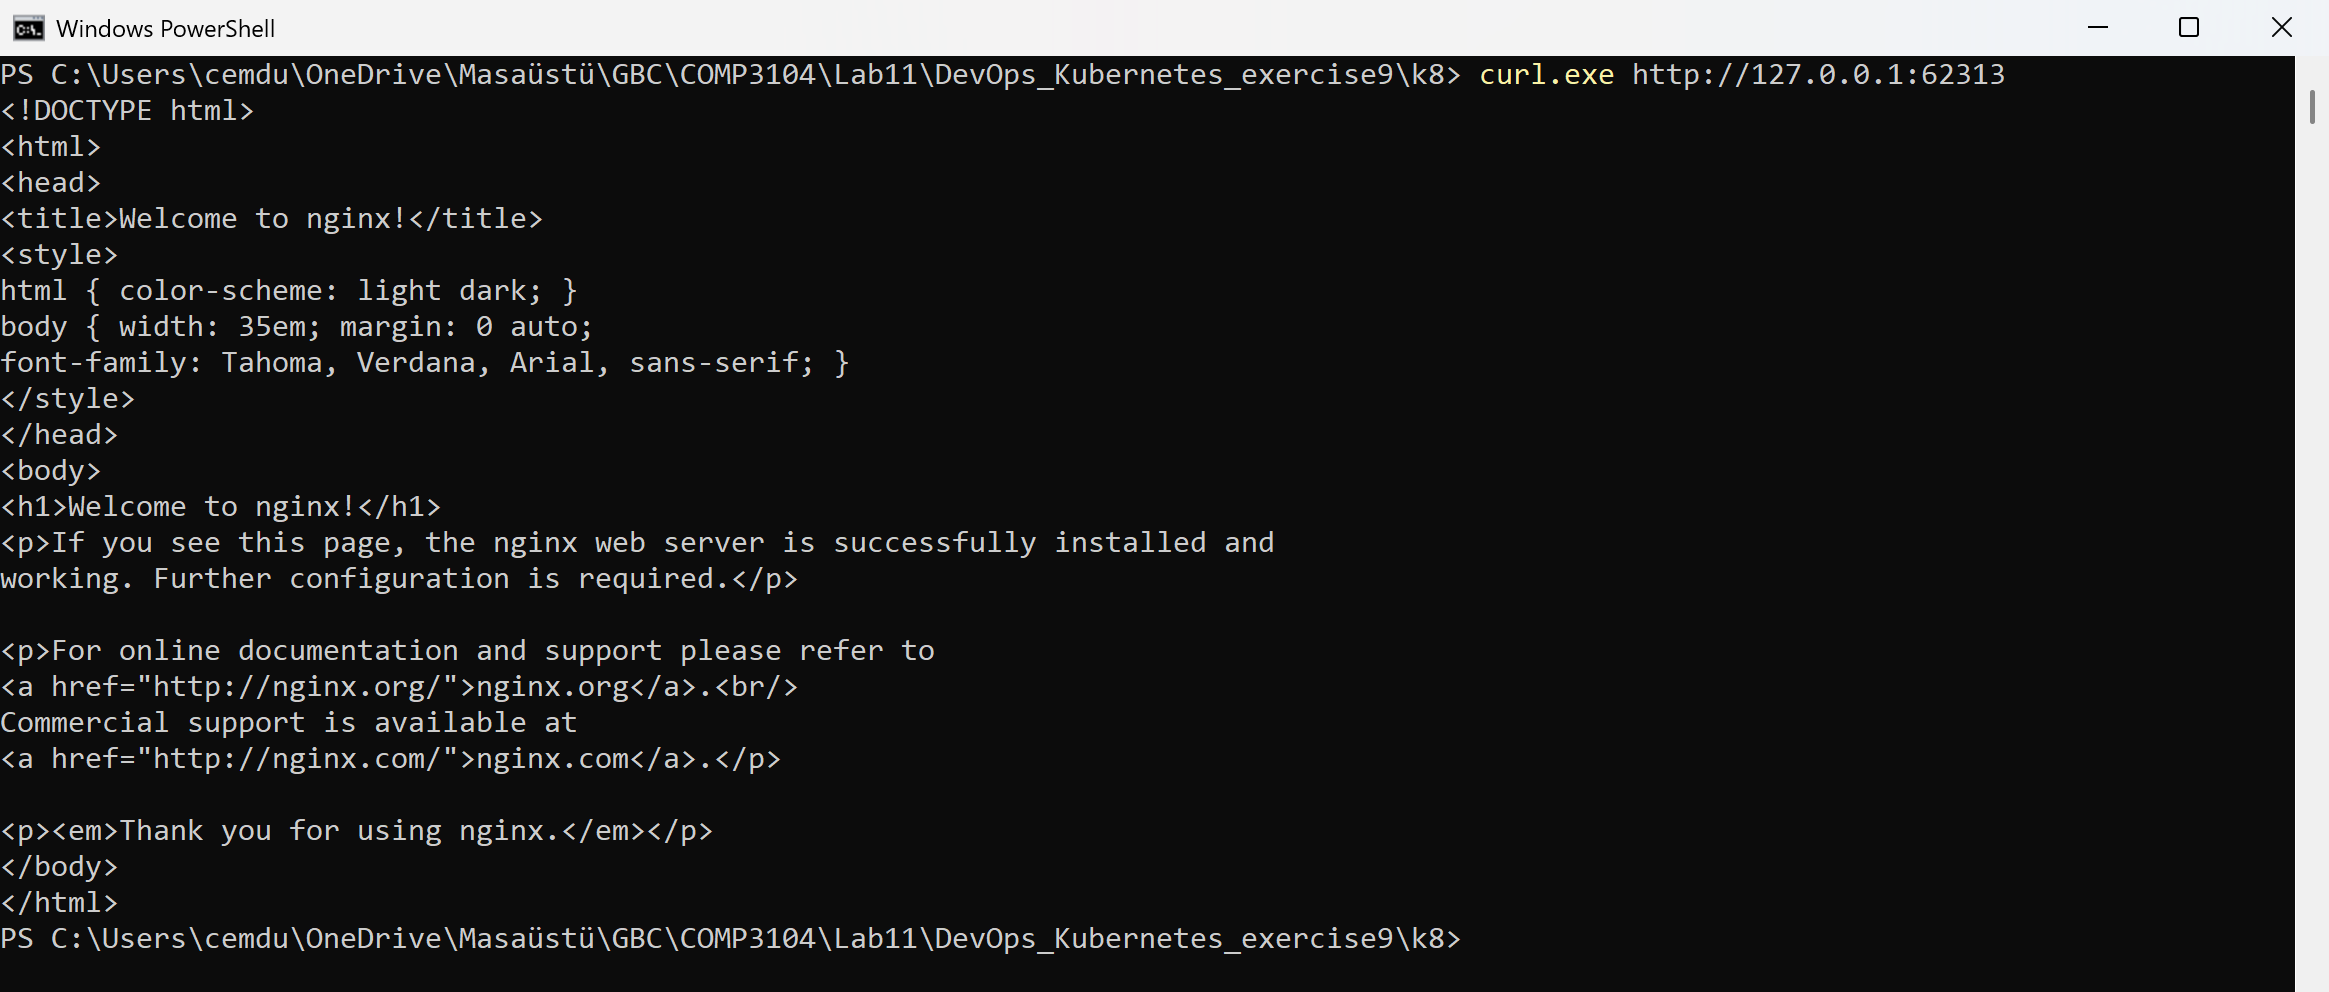 Windows PowerShell
PS C:\Users\cemdu\OneDrive\Masaüstü\GBC\COMP3104\Lab11\DevOps_Kubernetes_exercise9\k8> curl.exe http://127.0.0.1:62313
<!DOCTYPE html>
<html>
<head>
<title>Welcome to nginx!</title>
<style>
html { color-scheme: light dark; }
body { width: 35em; margin: 0 auto;
font-family: Tahoma, Verdana, Arial, sans-serif; }
</style>
</head>
<body>
<h1>Welcome to nginx!</h1>
<p>If you see this page, the nginx web server is successfully installed and
working. Further configuration is required.</p>

<p>For online documentation and support please refer to
<a href="http://nginx.org/">nginx.org</a>.<br/>
Commercial support is available at
<a href="http://nginx.com/">nginx.com</a>.</p>

<p><em>Thank you for using nginx.</em></p>
</body>
</html>
PS C:\Users\cemdu\OneDrive\Masaüstü\GBC\COMP3104\Lab11\DevOps_Kubernetes_exercise9\k8>